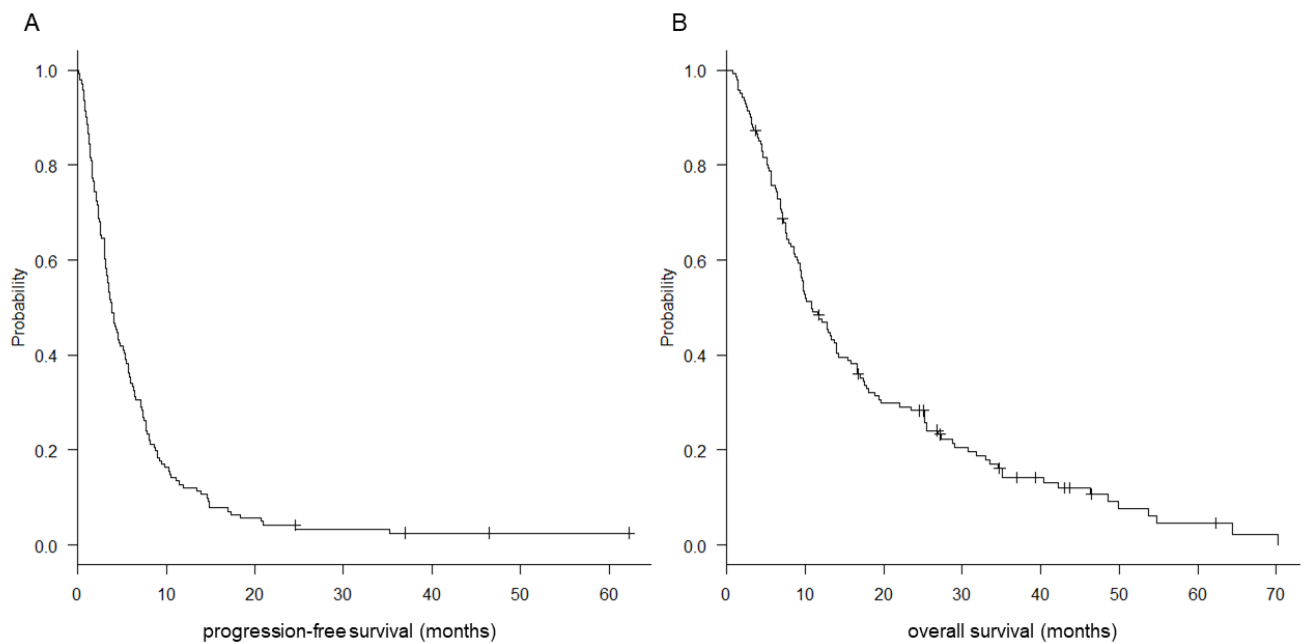 A
1.0
0.8
0.6
0.4
0.2
0.0
Probability
0 10 20 30 40 50 60
progression-free survival (months)
B
1.0
0.8
0.6
0.4
0.2
0.0
Probability
0 10 20 30 40 50 60 70
overall survival (months)